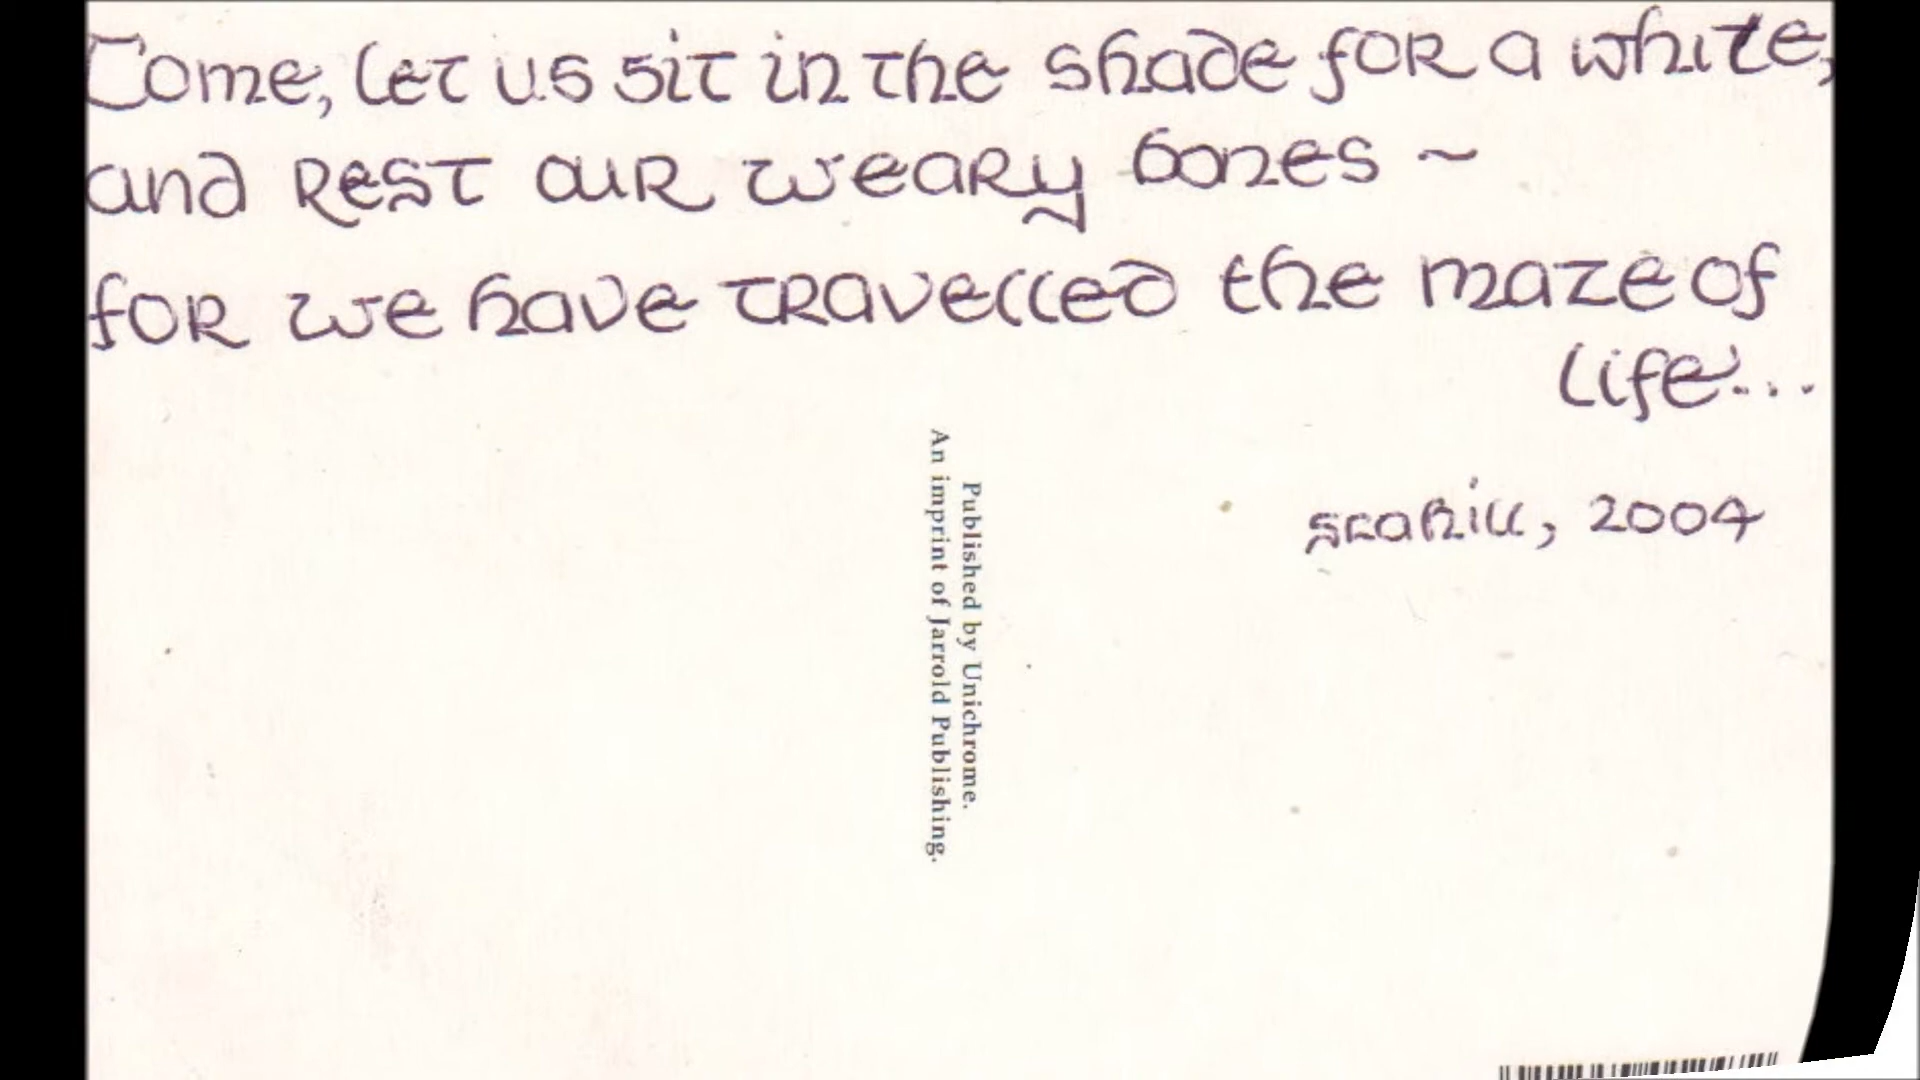 Come, let us sit in the shade for a while,
and rest our weary bones ~
for we have travelled the maze of
life...
2004
Published by Unichrome.
An imprint of Jarrold Publishing.